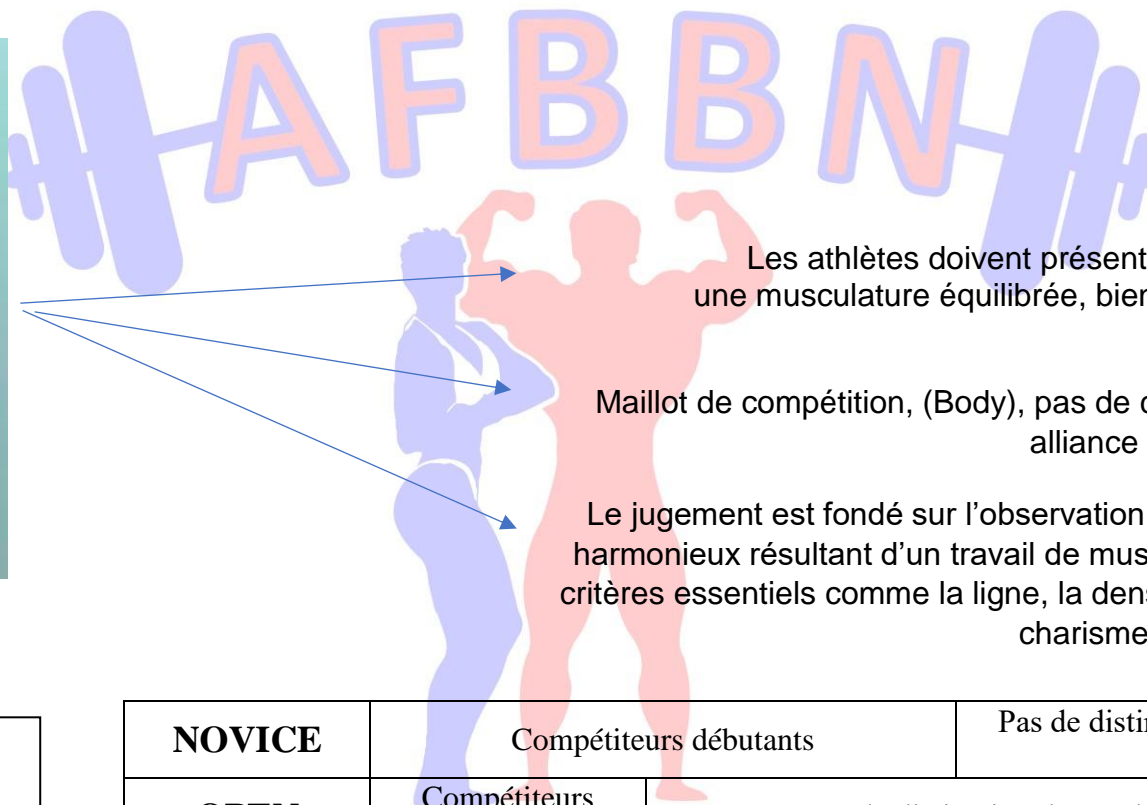 AFBBN
Les athlètes doivent présent
une musculature équilibrée, bien
Maillot de compétition, (Body), pas de
alliance
Le jugement est fondé sur l’observation
harmonieux résultant d’un travail de mus
critères essentiels comme la ligne, la dens
charisme
NOVICE
Compétiteurs débutants
Pas de distin
OPEN
Compétiteurs